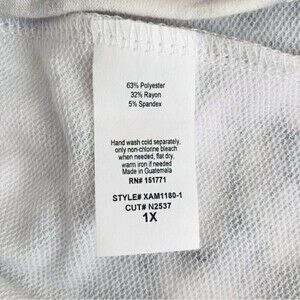 63% Polyester
32% Rayon
5% Spandex
Hand wash cold separately,
only non-chlorine bleach
when needed, flat dry,
warm iron if needed
Made in Guatemala
RN# 151771
STYLE# XAM1180-1
CUT# N2537
1X